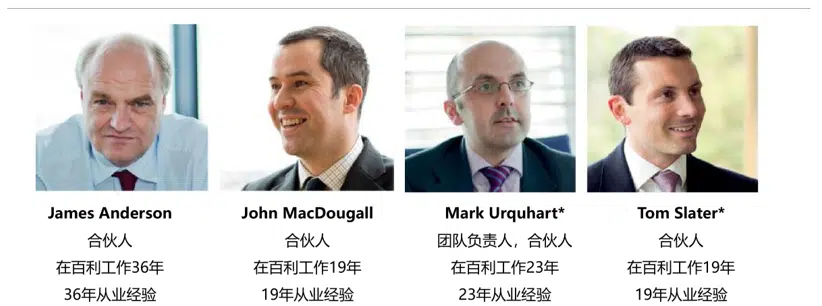 James Anderson
合伙人
在百利工作36年
36年从业经验
John MacDougall
合伙人
在百利工作19年
19年从业经验
Mark Urquhart*
团队负责人，合伙人
在百利工作23年
23年从业经验
Tom Slater*
合伙人
在百利工作19年
19年从业经验